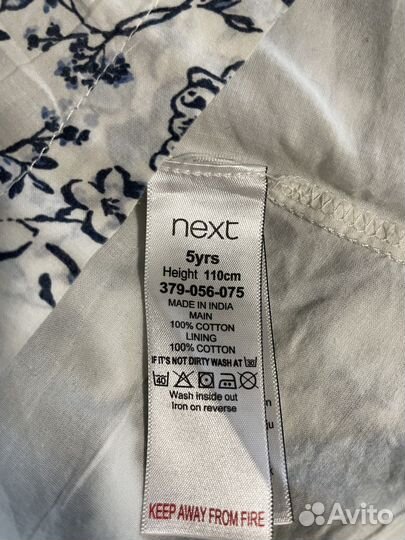 next
5yrs
Height 110cm
379-056-075
MADE IN INDIA
MAIN
100% COTTON
LINING
100% COTTON
IF IT'S NOT DIRTY WASH AT 30
40
Wash inside out
Iron on reverse
KEEP AWAY FROM FIRE
Avito